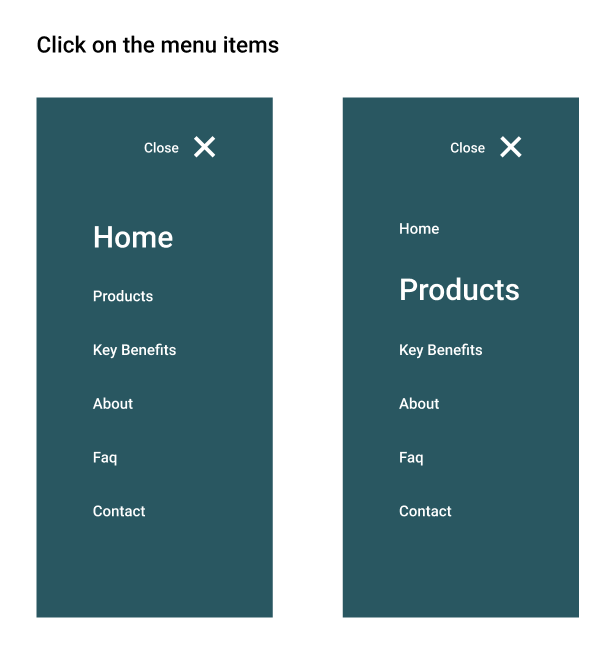 Click on the menu items
Close
Home
Products
Key Benefits
About
Faq
Contact
Close
Home
Products
Key Benefits
About
Faq
Contact